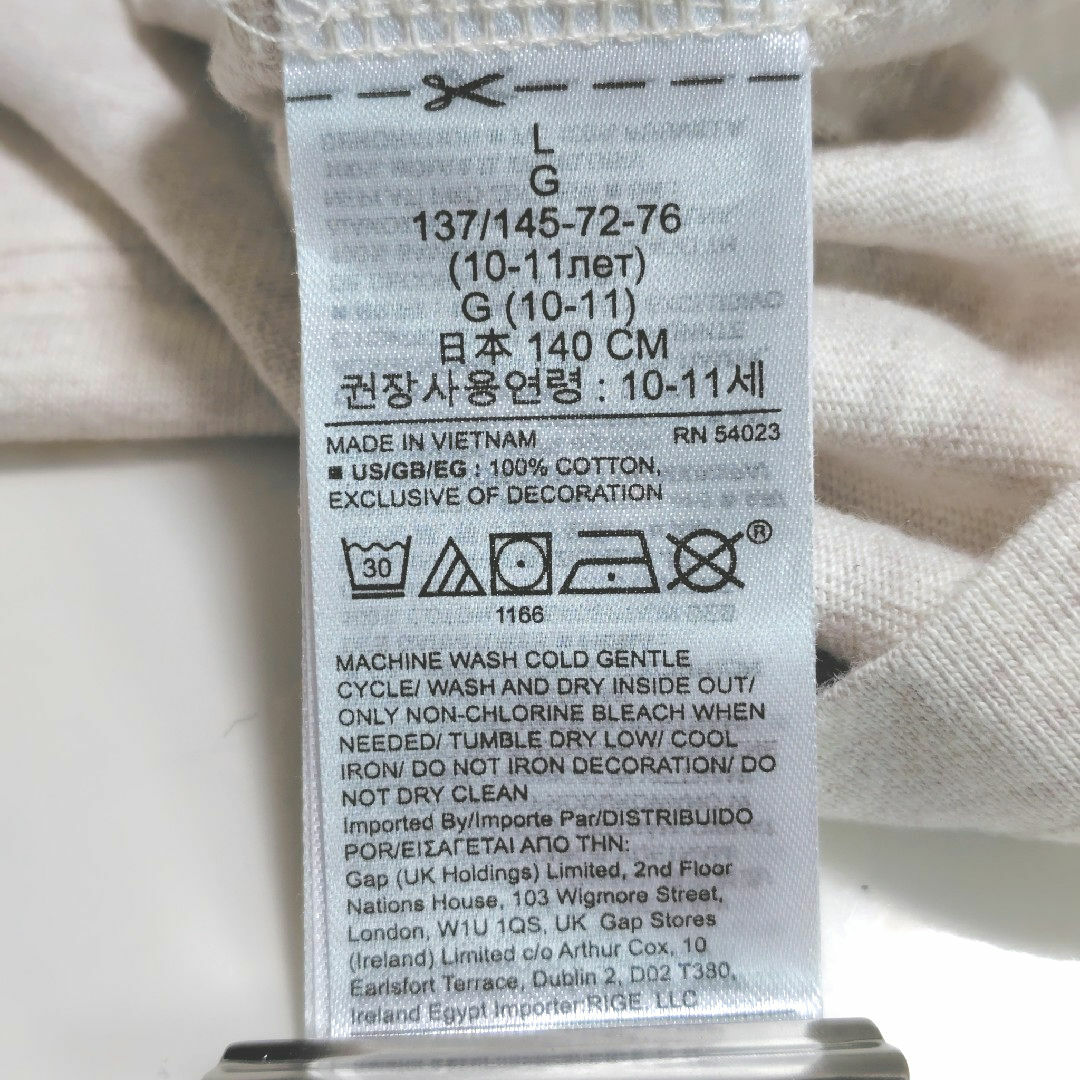 L
G
137/145-72-76
(10-11лет)
G (10-11)
日本 140 CM
권장사용연령 : 10-11세
MADE IN VIETNAM RN 54023
■ US/GB/EG : 100% COTTON,
EXCLUSIVE OF DECORATION
30 ®
1166
MACHINE WASH COLD GENTLE
CYCLE/ WASH AND DRY INSIDE OUT/
ONLY NON-CHLORINE BLEACH WHEN
NEEDED/ TUMBLE DRY LOW/ COOL
IRON/ DO NOT IRON DECORATION/ DO
NOT DRY CLEAN
Imported By/Importe Par/DISTRIBUIDO
POR/ΕΙΣΑΓΕΤΑΙ ΑΠΟ ΤΗΝ:
Gap (UK Holdings) Limited, 2nd Floor
Nations House, 103 Wigmore Street,
London, W1U 1QS, UK Gap Stores
(Ireland) Limited c/o Arthur Cox, 10
Earlsfort Terrace, Dublin 2, D02 T380,
Ireland Egypt Importer:RIGE, LLC